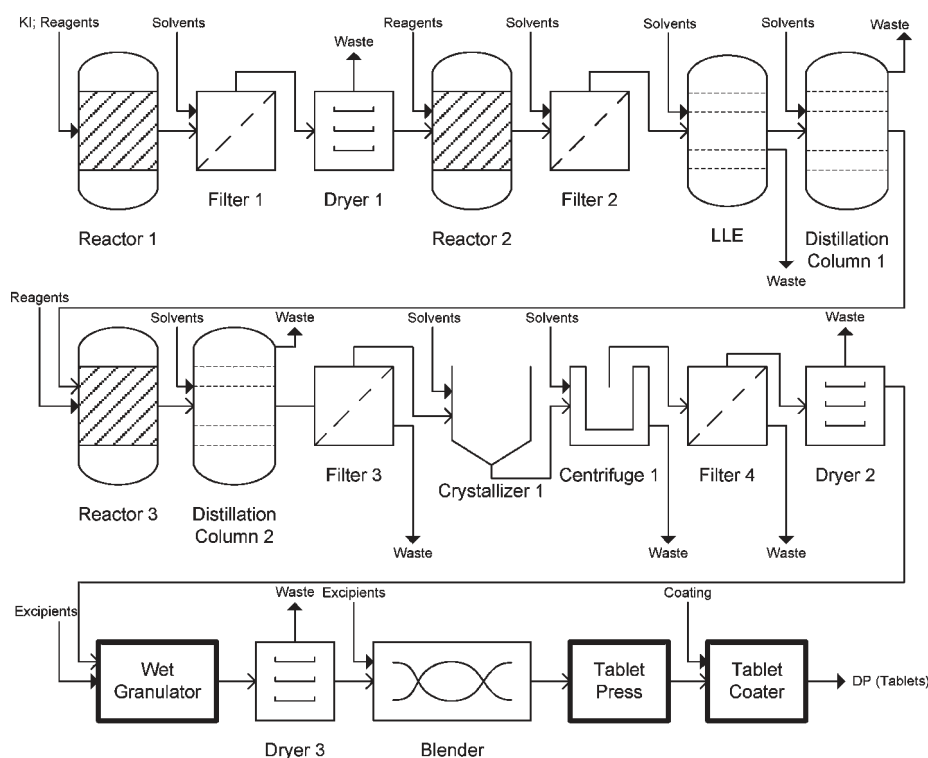 KI; Reagents
Solvents
Waste
Reagents
Solvents
Solvents
Solvents
Waste
Reactor 1
Filter 1
Dryer 1
Reactor 2
Filter 2
LLE
Distillation
Column 1
Waste
Reagents
Solvents
Waste
Solvents
Solvents
Waste
Reactor 3
Distillation
Column 2
Filter 3
Crystallizer 1
Centrifuge 1
Filter 4
Dryer 2
Waste
Waste
Waste
Excipients
Waste
Excipients
Coating
Wet
Granulator
Dryer 3
Blender
Tablet
Press
Tablet
Coater
DP (Tablets)